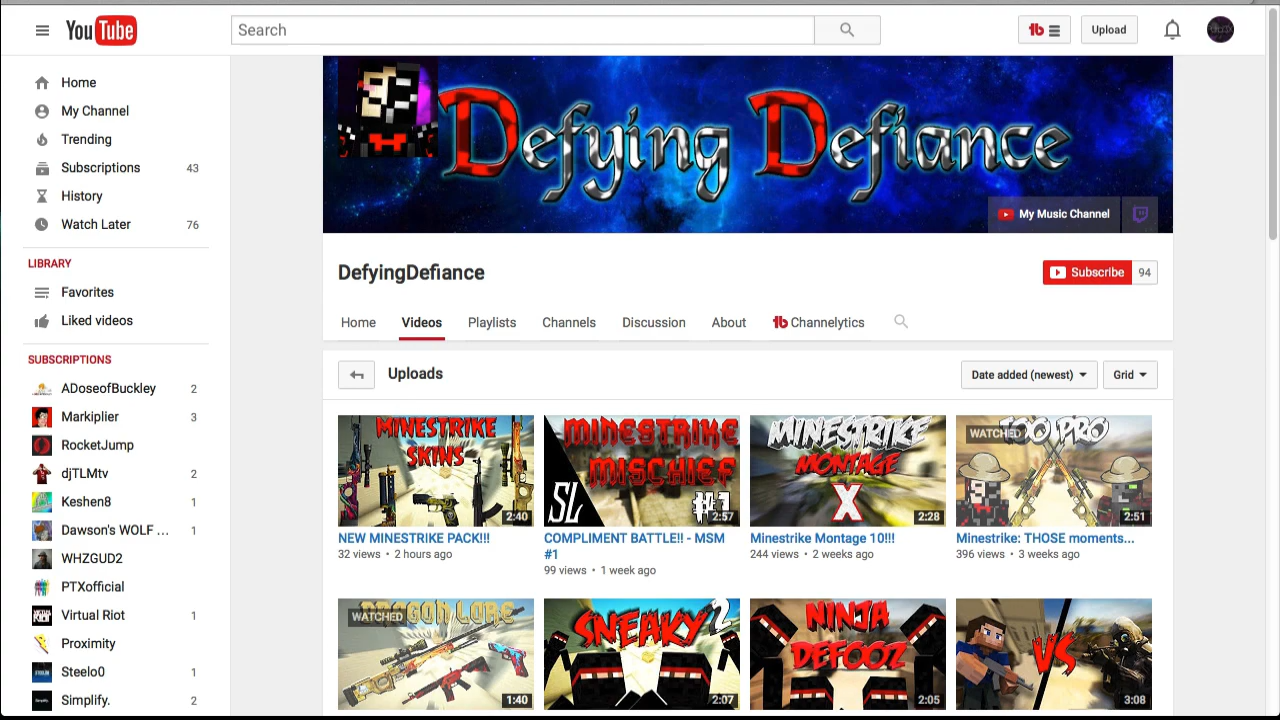 YouTube
Search
Upload
Home
My Channel
Trending
Subscriptions 43
History
Watch Later 76
LIBRARY
Favorites
Liked videos
SUBSCRIPTIONS
ADoseofBuckley 2
Markiplier 3
RocketJump
djTLMtv 2
Keshen8 1
Dawson's WOLF ... 1
WHZGUD2
PTXofficial
Virtual Riot 1
Proximity
Steelo0 1
Simplify. 2
Defying Defiance
My Music Channel
DefyingDefiance
Subscribe 94
Home Videos Playlists Channels Discussion About Channelytics
Uploads
Date added (newest) Grid
MINESTRIKE
SKINS
2:40
NEW MINESTRIKE PACK!!!
32 views • 2 hours ago
MINESTRIKE
MISCHIEF
SL #1
2:57
COMPLIMENT BATTLE!! - MSM
#1
99 views • 1 week ago
MINESTRIKE
MONTAGE
X
2:28
Minestrike Montage 10!!!
244 views • 2 weeks ago
WATCHED
PRO
2:51
Minestrike: THOSE moments...
396 views • 3 weeks ago
WATCHED
DRAGON LORE
1:40
SNEAKY 2
2:07
NINJA
DEFOOZ
2:05
VS
3:08